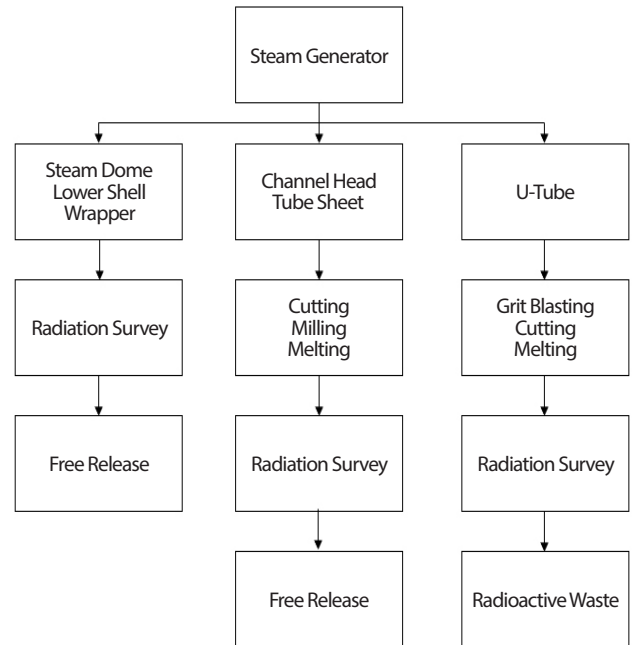 Steam Generator
Steam Dome
Lower Shell
Wrapper
Channel Head
Tube Sheet
U-Tube
Radiation Survey
Cutting
Milling
Melting
Grit Blasting
Cutting
Melting
Free Release
Radiation Survey
Radiation Survey
Free Release
Radioactive Waste